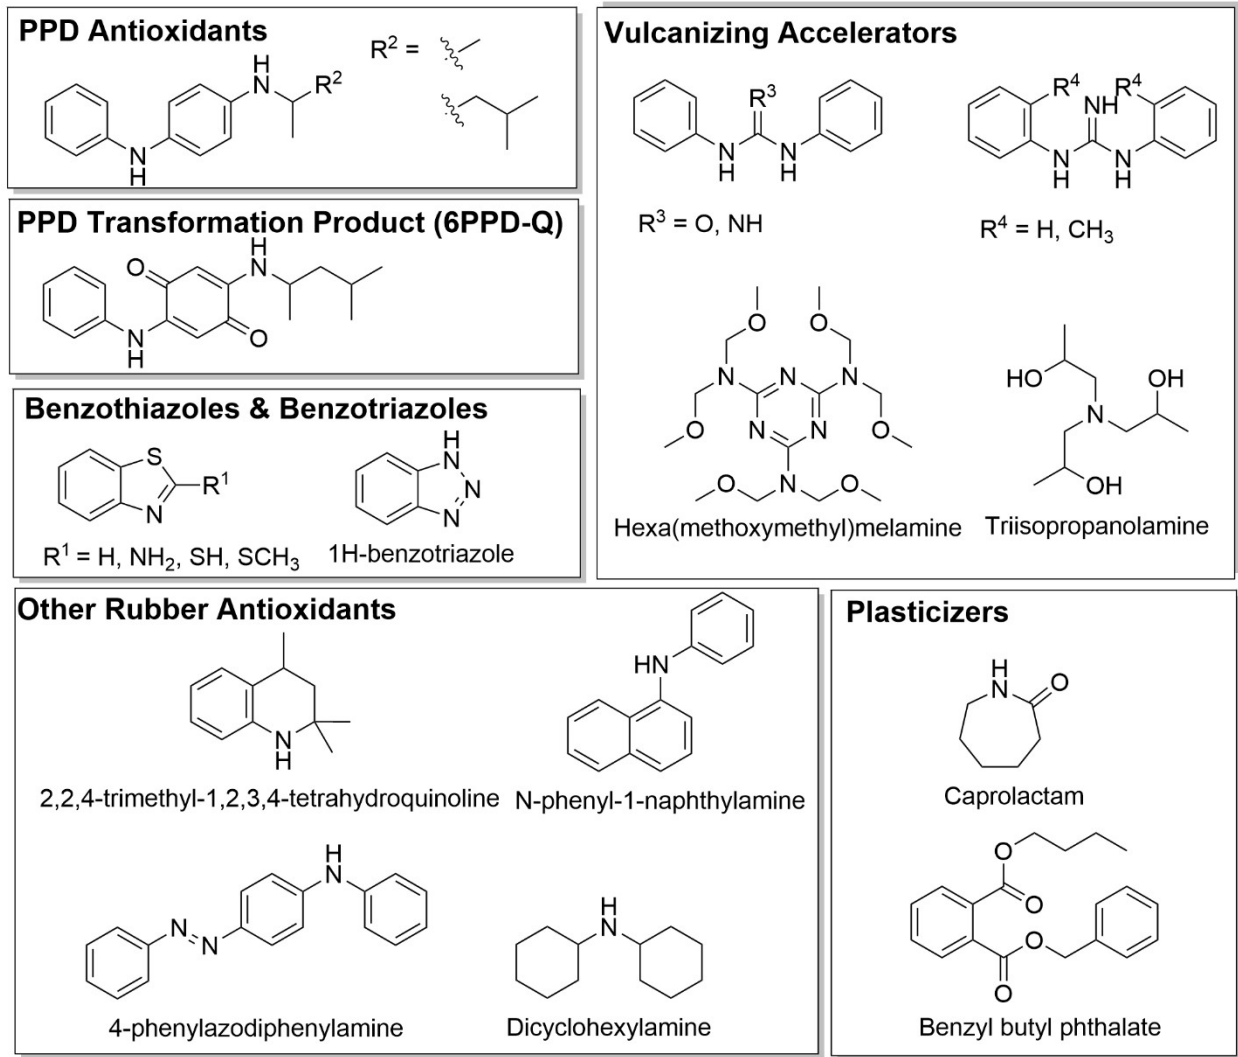 PPD Antioxidants
R² =
H
N
R²
N
H
PPD Transformation Product (6PPD-Q)
H
O
N
N
H
O
Benzothiazoles & Benzotriazoles
S
R¹
N
H
N
N
N
R¹ = H, NH₂, SH, SCH₃
1H-benzotriazole
Vulcanizing Accelerators
R³
N
H
N
H
R⁴
R⁴
NH
N
H
N
H
R³ = O, NH
R⁴ = H, CH₃
O
O
N
N
N
O
O
N
N
N
O
O
HO
OH
N
OH
Hexa(methoxymethyl)melamine
Triisopropanolamine
Other Rubber Antioxidants
N
H
HN
2,2,4-trimethyl-1,2,3,4-tetrahydroquinoline
N-phenyl-1-naphthylamine
H
N
N
N
H
N
4-phenylazodiphenylamine
Dicyclohexylamine
Plasticizers
H
N
O
Caprolactam
O
O
O
O
Benzyl butyl phthalate